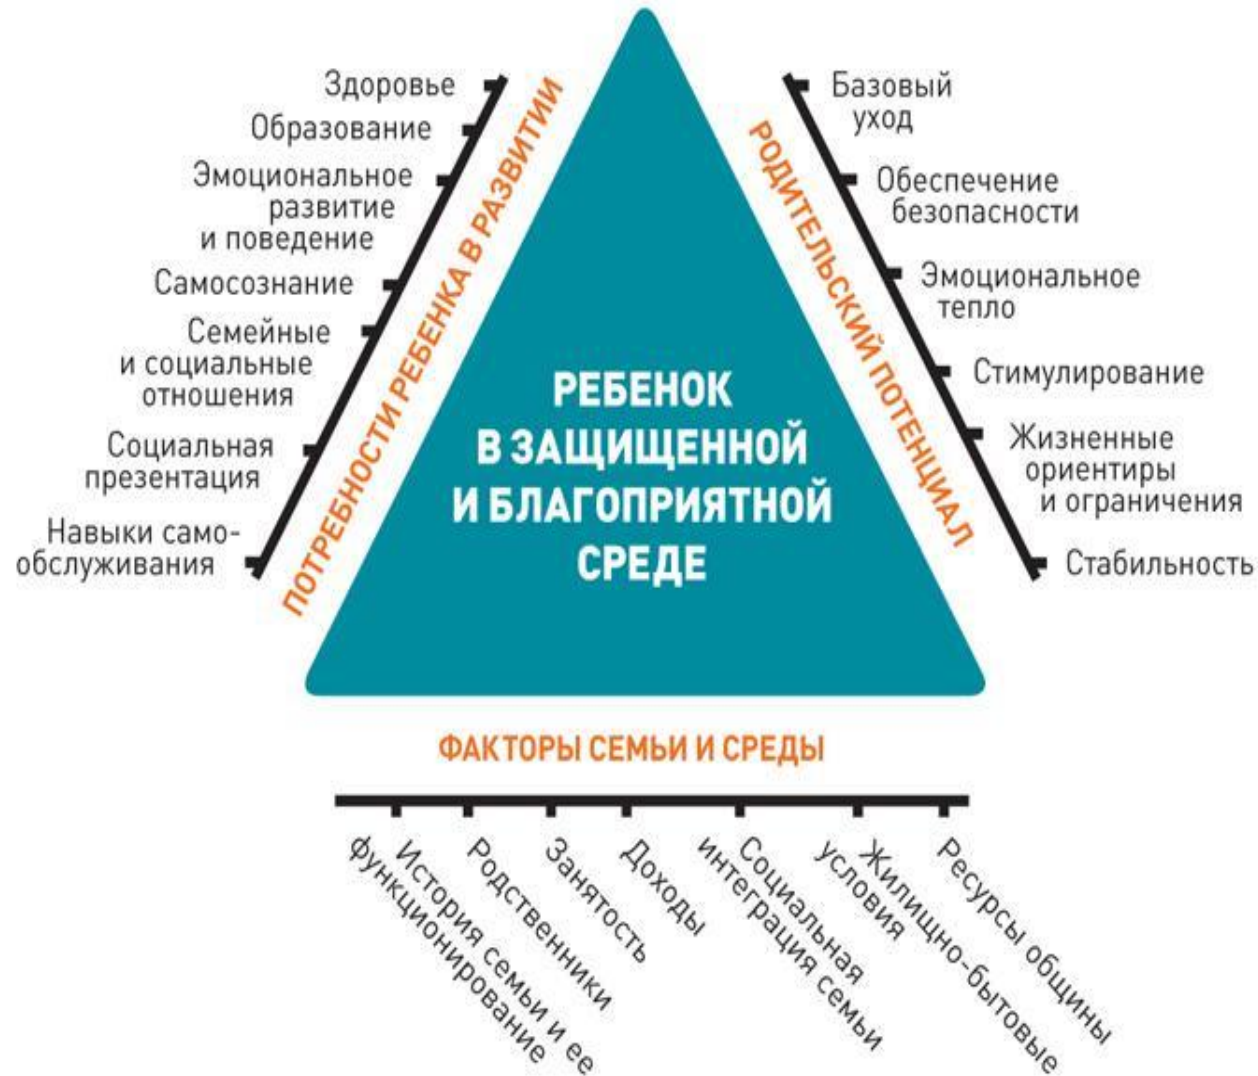 Здоровье
Образование
Эмоциональное
развитие
и поведение
Самосознание
Семейные
и социальные
отношения
Социальная
презентация
Навыки само-
обслуживания
ПОТРЕБНОСТИ РЕБЕНКА В РАЗВИТИИ
РЕБЕНОК
В ЗАЩИЩЕННОЙ
И БЛАГОПРИЯТНОЙ
СРЕДЕ
РОДИТЕЛЬСКИЙ ПОТЕНЦИАЛ
Базовый
уход
Обеспечение
безопасности
Эмоциональное
тепло
Стимулирование
Жизненные
ориентиры
и ограничения
Стабильность
ФАКТОРЫ СЕМЬИ И СРЕДЫ
История семьи и ее
функционирование
Родственники
Занятость
Доходы
Социальная
интеграция семьи
Жилищно-бытовые
условия
Ресурсы общины